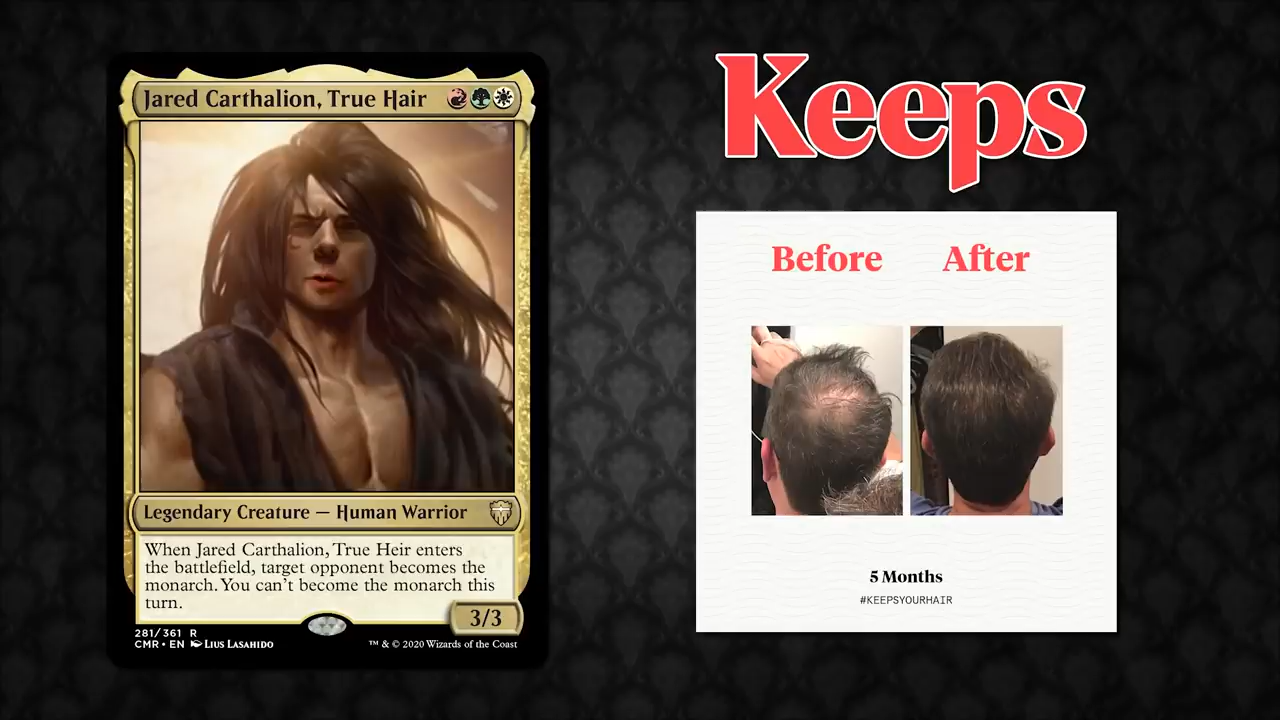 Jared Carthalion, True Hair
Legendary Creature — Human Warrior
When Jared Carthalion, True Heir enters
the battlefield, target opponent becomes the
monarch. You can't become the monarch this
turn.
3/3
281/361 R
CMR • EN Lius Lasahido
™ & © 2020 Wizards of the Coast
Keeps
Before After
5 Months
#KEEPSYOURHAIR